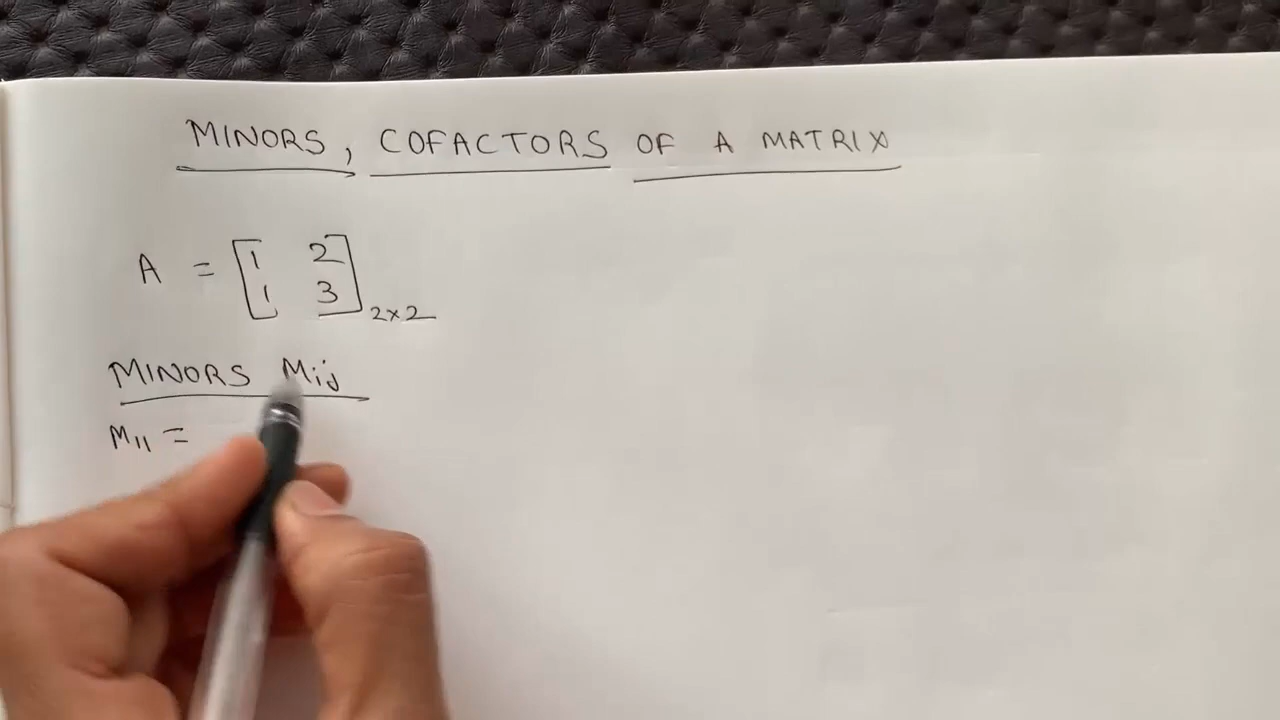 MINORS, COFACTORS OF A MATRIX
A = [1 2
1 3] 2×2
MINORS Mij
M11 =